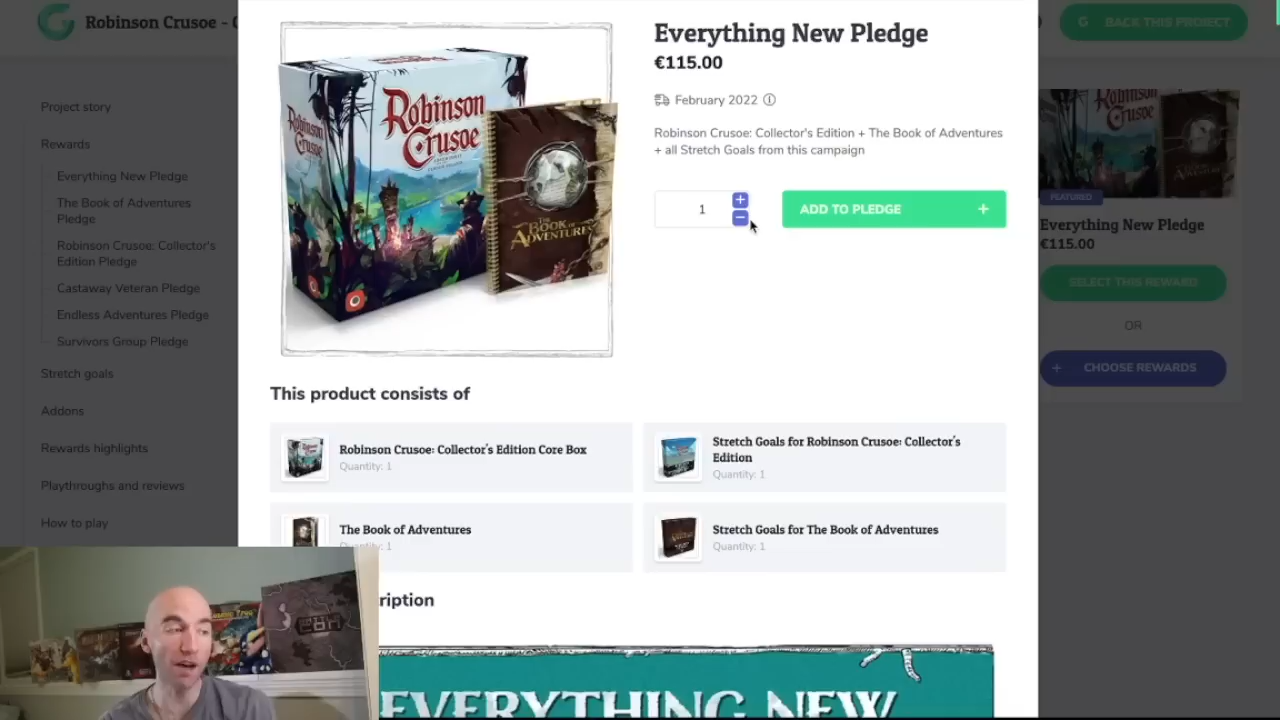 Robinson Crusoe - C
BACK THIS PROJECT
Project story
Rewards
Everything New Pledge
The Book of Adventures
Pledge
Robinson Crusoe: Collector's
Edition Pledge
Castaway Veteran Pledge
Endless Adventures Pledge
Survivors Group Pledge
Stretch goals
Addons
Rewards highlights
Playthroughs and reviews
How to play
Robinson
Crusoe
Robinson
Crusoe
THE
BOOK OF
ADVENTURES
Everything New Pledge
€115.00
February 2022
Robinson Crusoe: Collector's Edition + The Book of Adventures
+ all Stretch Goals from this campaign
1
ADD TO PLEDGE +
This product consists of
Robinson Crusoe: Collector's Edition Core Box
Quantity: 1
Stretch Goals for Robinson Crusoe: Collector's
Edition
Quantity: 1
The Book of Adventures
Quantity: 1
Stretch Goals for The Book of Adventures
Quantity: 1
ription
EVERYTHING NEW
Crusoe
FEATURED
Everything New Pledge
€115.00
SELECT THIS REWARD
OR
+ CHOOSE REWARDS